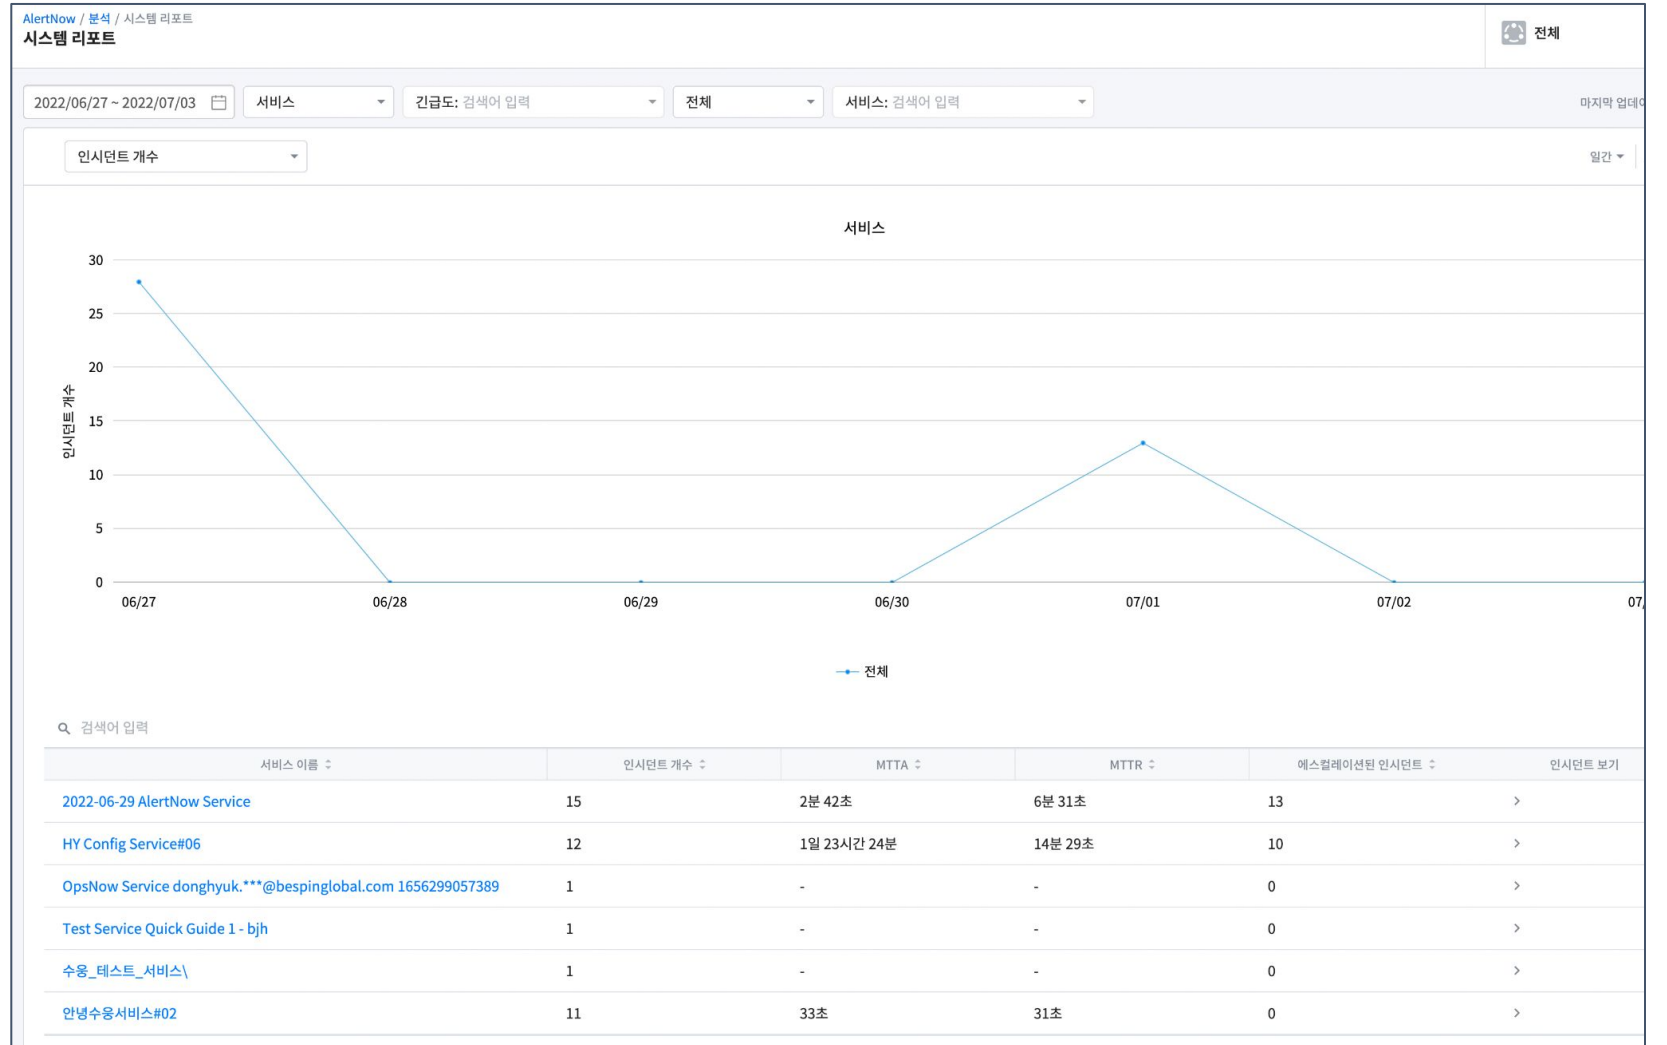 AlertNow / 분석 / 시스템 리포트
시스템 리포트
전체
2022/06/27 ~ 2022/07/03
서비스
긴급도: 검색어 입력
전체
서비스: 검색어 입력
마지막
인시던트 개수
일간
서비스
30
25
20
15
10
5
0
인시던트 개수
06/27 06/28 06/29 06/30 07/01 07/02 07/
전체
검색어 입력
서비스 이름 인시던트 개수 MTTA MTTR 에스컬레이션된 인시던트 인시던트 보기
2022-06-29 AlertNow Service 15 2분 42초 6분 31초 13
HY Config Service#06 12 1일 23시간 24분 14분 29초 10
OpsNow Service donghyuk.***@bespinglobal.com 1656299057389 1 - - 0
Test Service Quick Guide 1 - bjh 1 - - 0
수웅_테스트_서비스\ 1 - - 0
안녕수웅서비스#02 11 33초 31초 0